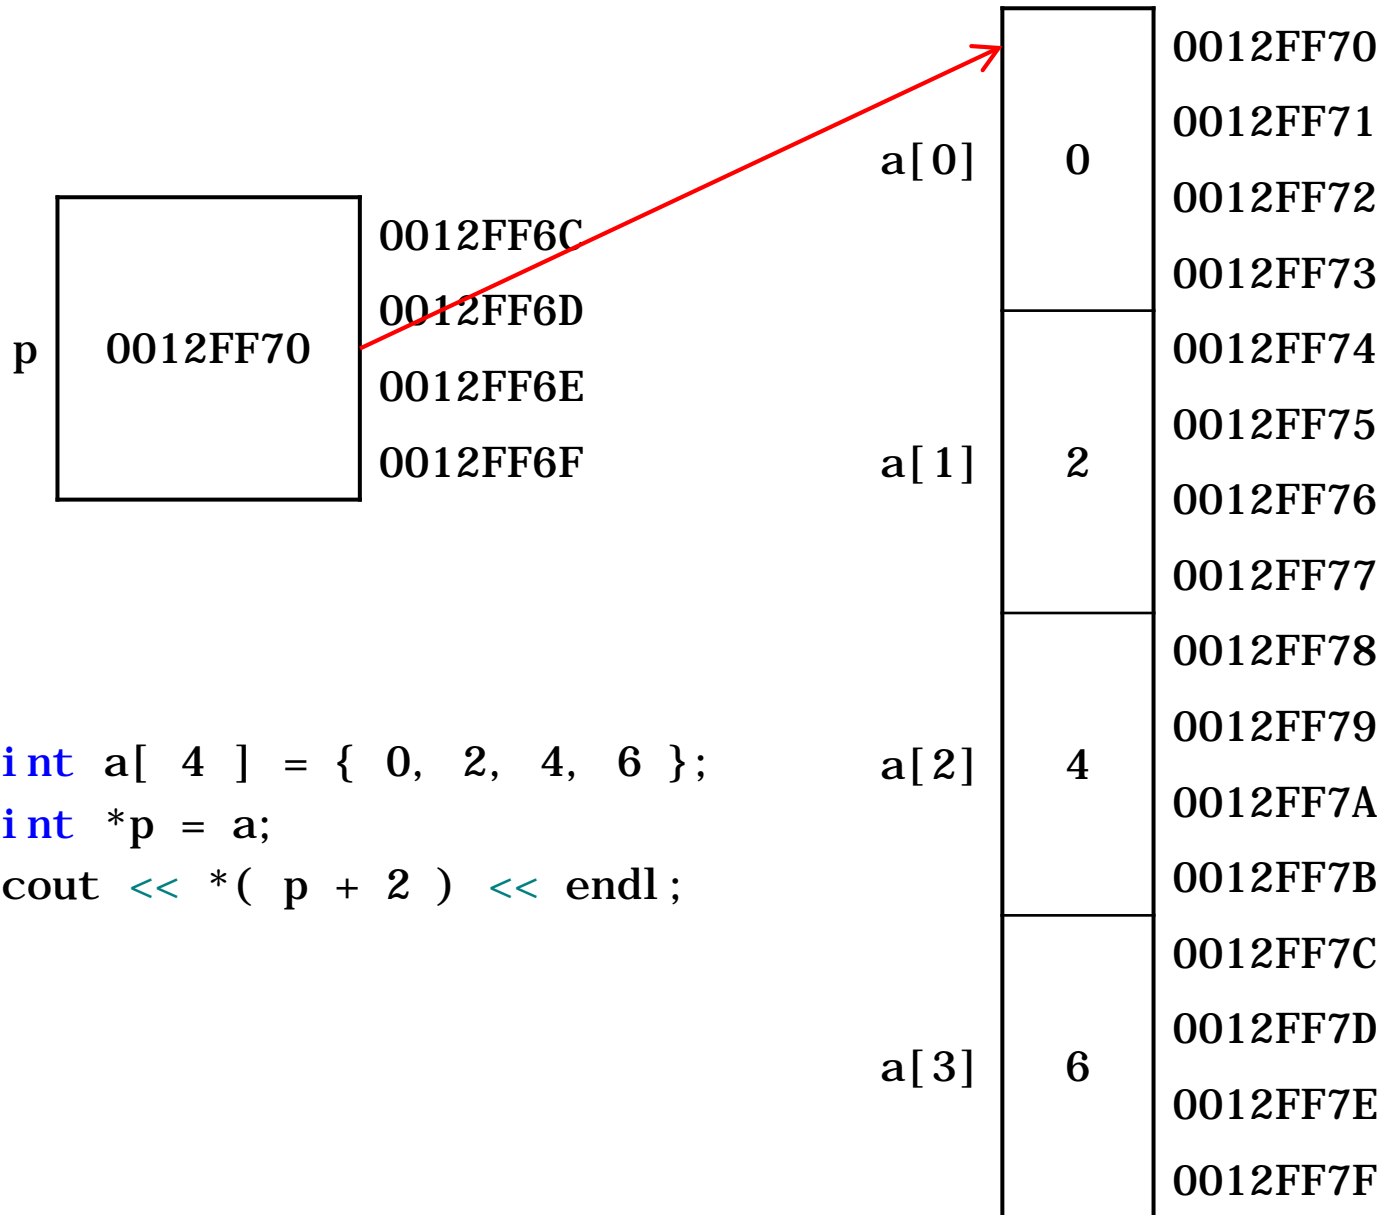 0012FF70
0012FF71
a[0] 0
0012FF72
0012FF6C
0012FF73
0012FF6D
p 0012FF70
0012FF74
0012FF6E
0012FF75
0012FF6F
a[1] 2
0012FF76
0012FF77
0012FF78
0012FF79
int a[ 4 ] = { 0, 2, 4, 6 };
a[2] 4
0012FF7A
int *p = a;
0012FF7B
cout << *( p + 2 ) << endl;
0012FF7C
0012FF7D
a[3] 6
0012FF7E
0012FF7F